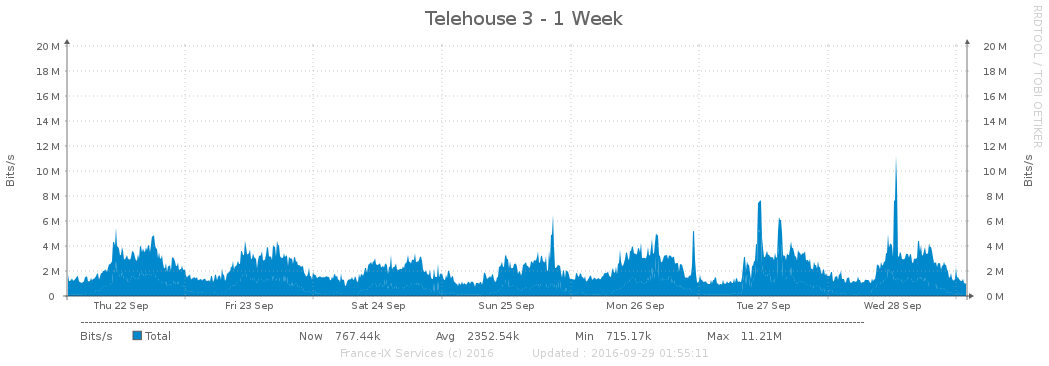 Telehouse 3 - 1 Week
RRDTOOL / TOBI OETIKER
20 M 20 M
18 M 18 M
16 M 16 M
14 M 14 M
12 M 12 M
10 M 10 M
8 M 8 M
6 M 6 M
4 M 4 M
2 M 2 M
0 0 M
Bits/s
Bits/s
Thu 22 Sep Fri 23 Sep Sat 24 Sep Sun 25 Sep Mon 26 Sep Tue 27 Sep Wed 28 Sep
Bits/s Total Now 767.44k Avg 2352.54k Min 715.17k Max 11.21M
France-IX Services (c) 2016 Updated : 2016-09-29 01:55:11